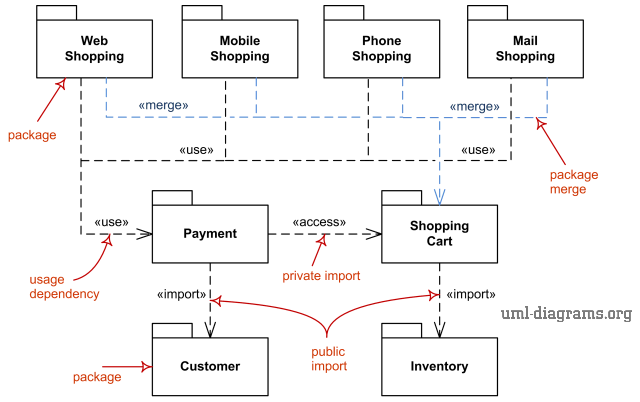 Web
Shopping
Mobile
Shopping
Phone
Shopping
Mail
Shopping
«merge»
«merge»
package
«use»
«use»
package
merge
«use»
Payment
«access»
Shopping
Cart
usage
dependency
private import
«import»
«import»
uml-diagrams.org
public
import
package
Customer
Inventory